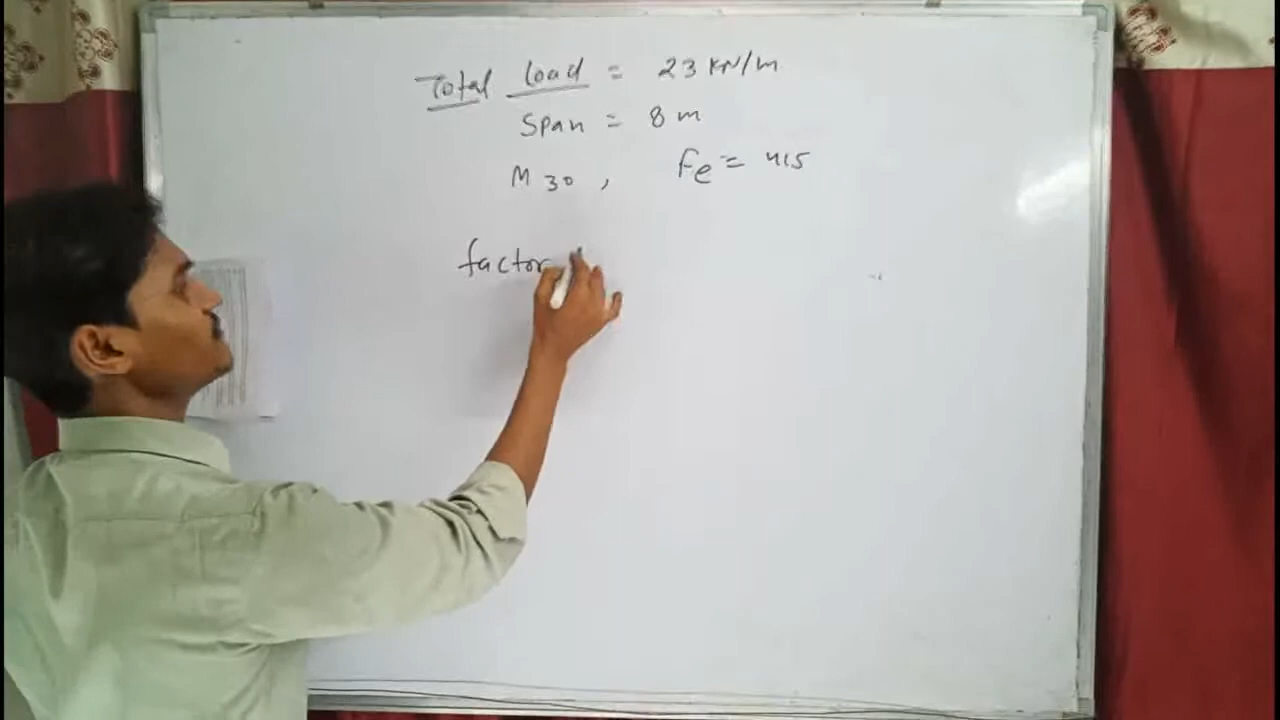 Total load = 23 KN/m
Span = 8 m
M 30 , Fe = 415
factor